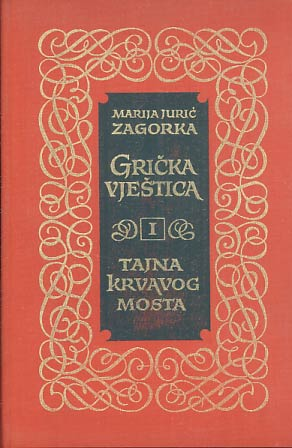 MARIJA JURIĆ
ZAGORKA
GRIČKA
VJEŠTICA
I
TAJNA
KRVAVOG
MOSTA